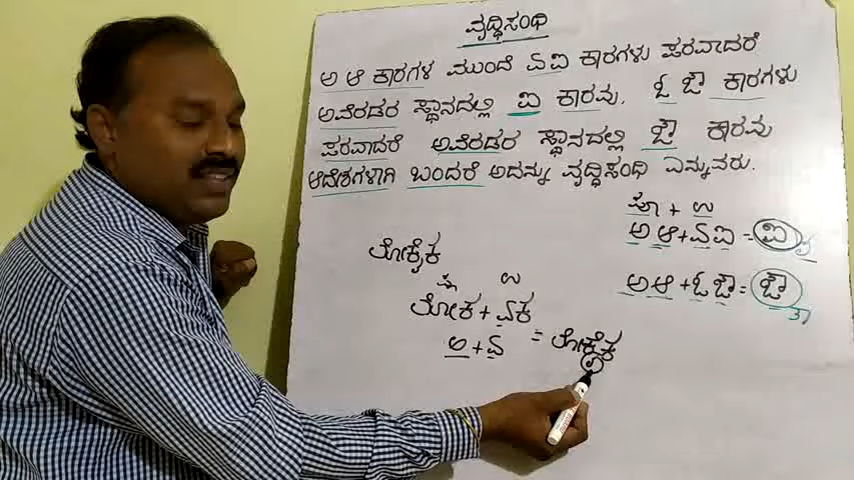 ವೃದ್ಧಿಸಂಧಿ
ಅ ಆ ಕಾರಗಳ ಮುಂದೆ ಏ ಐ ಕಾರಗಳು ಪರವಾದರೆ
ಅವೆರಡರ ಸ್ಥಾನದಲ್ಲಿ ಐ ಕಾರವು. ಓ ಔ ಕಾರಗಳು
ಪರವಾದರೆ ಅವೆರಡರ ಸ್ಥಾನದಲ್ಲಿ ಔ ಕಾರವು
ಆದೇಶಗಳಾಗಿ ಬಂದರೆ ಅದನ್ನು ವೃದ್ಧಿಸಂಧಿ ಎನ್ನುವರು.
ಪೂ + ಉ
ಅ ಆ + ಏ ಐ = ಐ
ಲೋಕೈಕ
ಪೂ ಉ
ಅ ಆ + ಓ ಔ = ಔ
ಲೋಕ + ಏಕ = ಲೋಕೈಕ
ಅ + ಏ